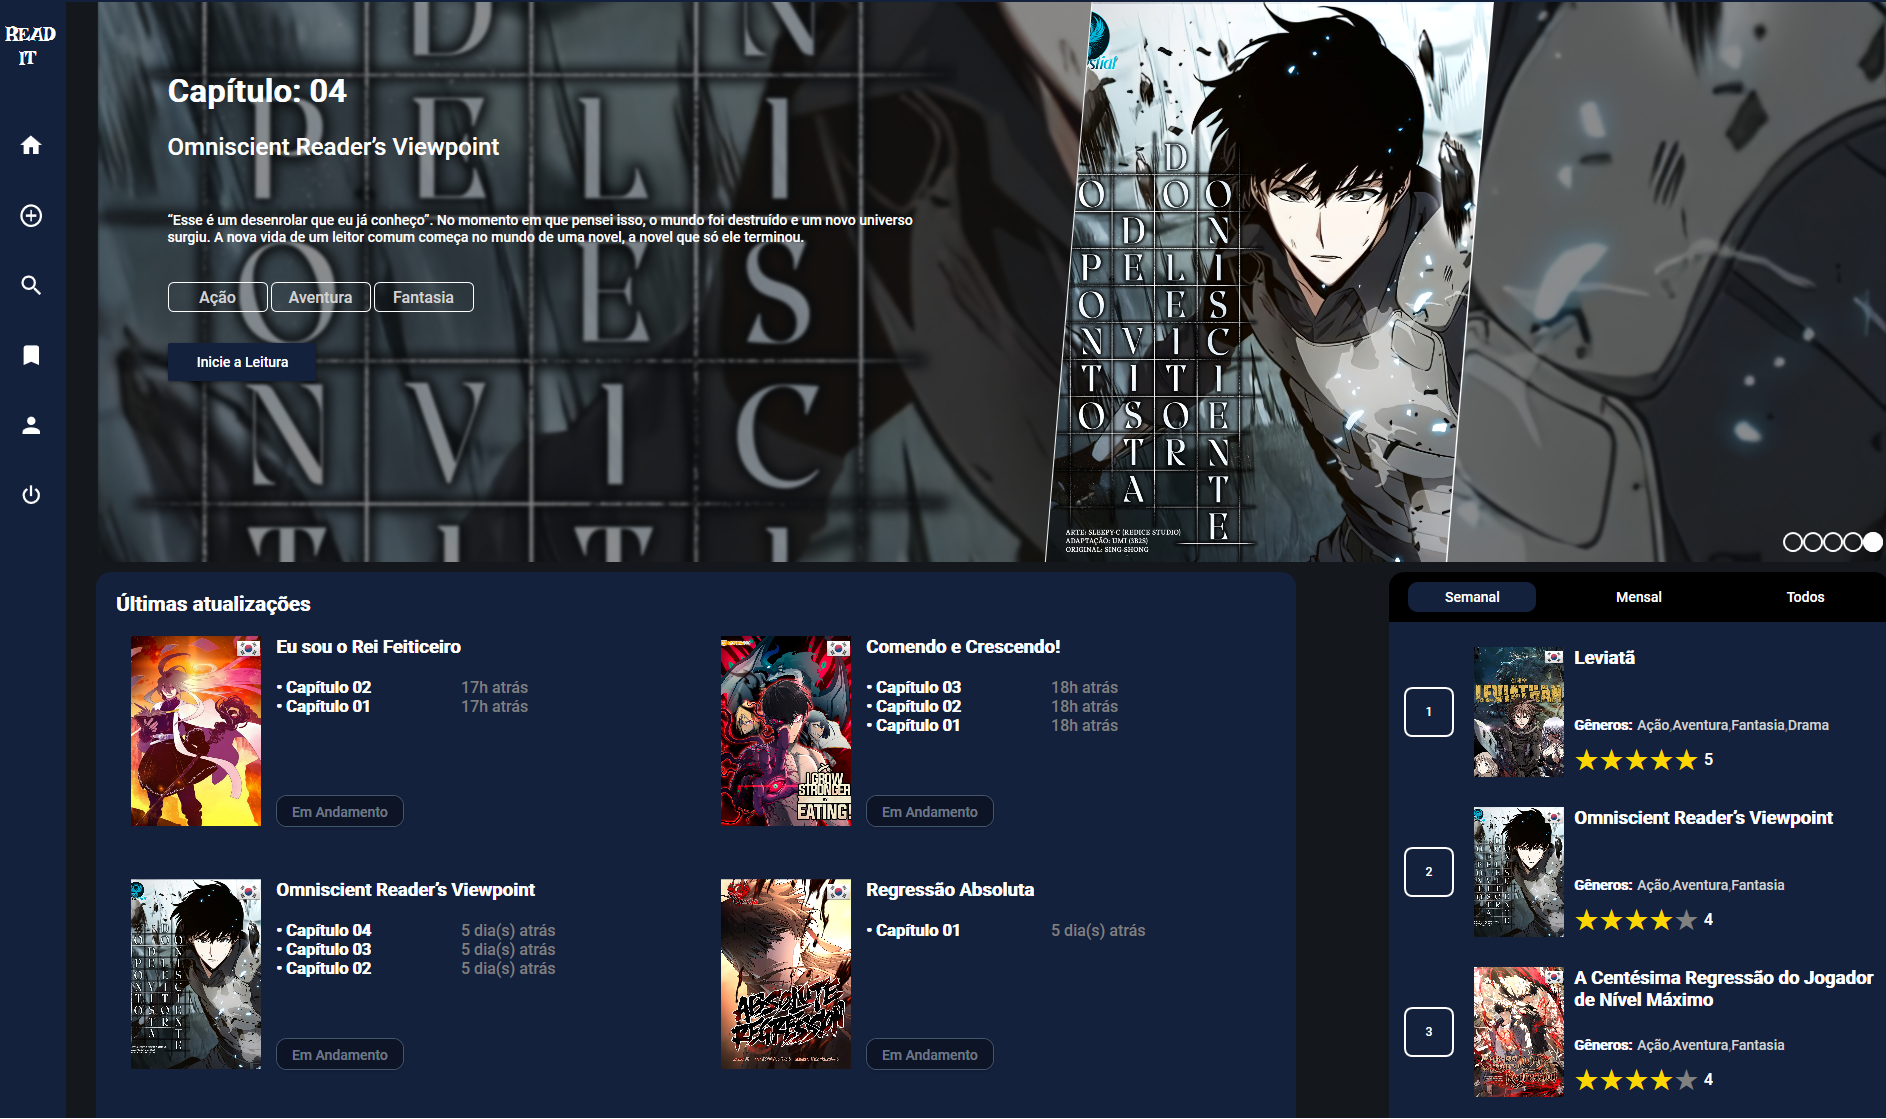 READ
IT
Capítulo: 04
Omniscient Reader’s Viewpoint
“Esse é um desenrolar que eu já conheço”. No momento em que pensei isso, o mundo foi destruído e um novo universo
surgiu. A nova vida de um leitor comum começa no mundo de uma novel, a novel que só ele terminou.
Ação
Aventura
Fantasia
Inicie a Leitura
O PONTO
DE VISTA
DO LEITOR
ONISCIENTE
ARTE: SLEEPY-C (REDICE STUDIO)
ADAPTAÇÃO: UMI (3B2S)
ORIGINAL: SING-SHONG
Últimas atualizações
Eu sou o Rei Feiticeiro
• Capítulo 02 17h atrás
• Capítulo 01 17h atrás
Em Andamento
Comendo e Crescendo!
• Capítulo 03 18h atrás
• Capítulo 02 18h atrás
• Capítulo 01 18h atrás
I GROW
STRONGER
BY
EATING!
Em Andamento
Omniscient Reader’s Viewpoint
• Capítulo 04 5 dia(s) atrás
• Capítulo 03 5 dia(s) atrás
• Capítulo 02 5 dia(s) atrás
Em Andamento
Regressão Absoluta
• Capítulo 01 5 dia(s) atrás
ABSOLUTE
REGRESSION
Em Andamento
Semanal
Mensal
Todos
1
LEVIATHAN
Leviatã
Gêneros: Ação,Aventura,Fantasia,Drama
5
2
Omniscient Reader’s Viewpoint
Gêneros: Ação,Aventura,Fantasia
4
3
A Centésima Regressão do Jogador
de Nível Máximo
Gêneros: Ação,Aventura,Fantasia
4